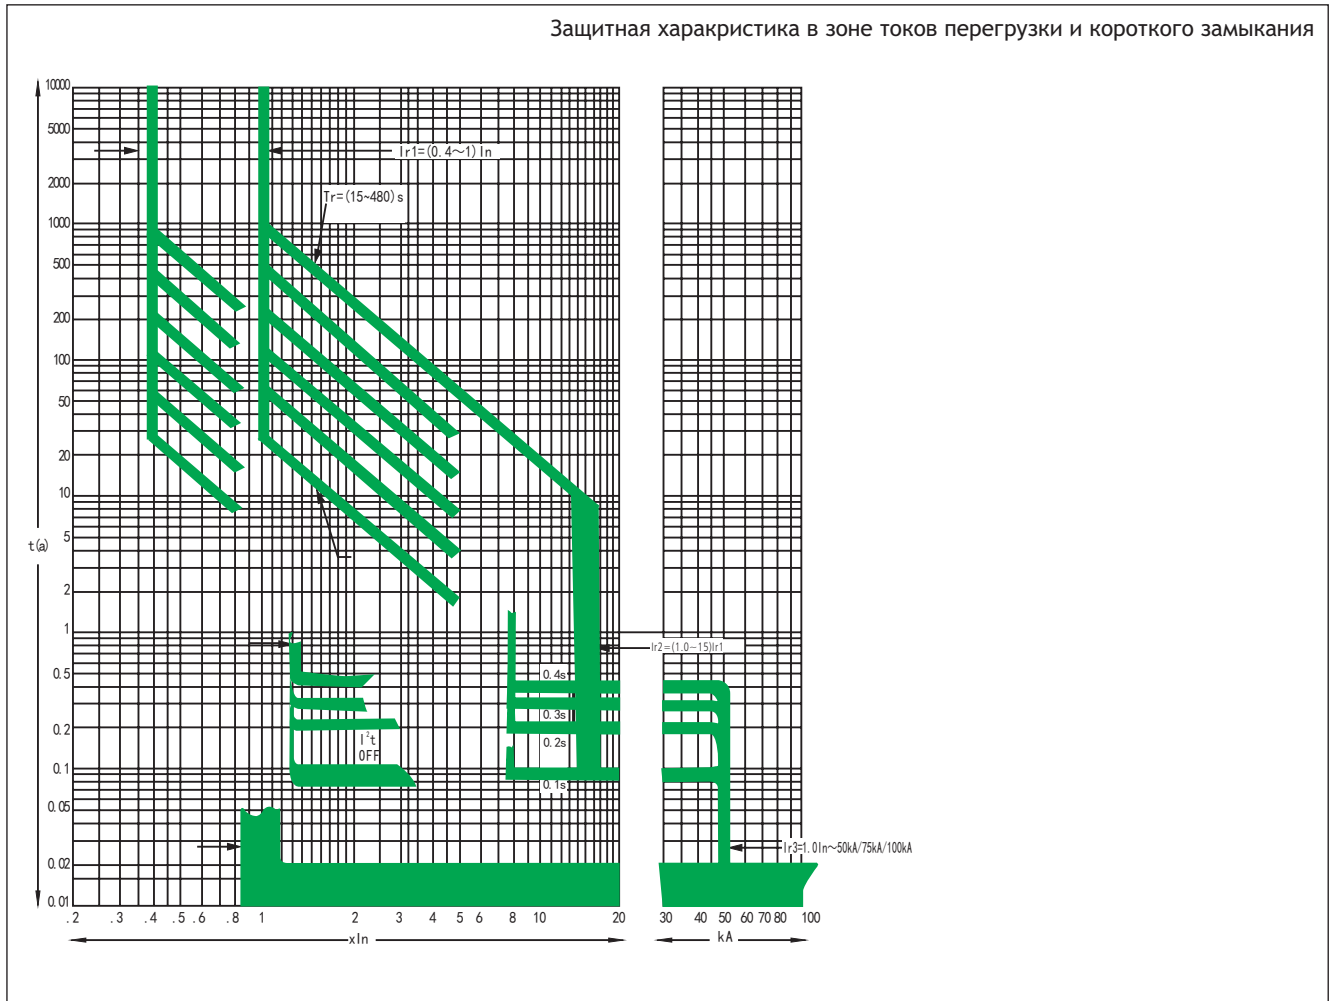 Защитная харакристика в зоне токов перегрузки и короткого замыкания
10000
5000
Ir1=(0.4～1)In
2000
Tr=(15~480)s
1000
500
200
100
50
20
10
5
t(a)
2
1
Ir2=(1.0—15)Ir1
0.5
0.4s
0.3s
0.2
I²t
OFF
0.2s
0.1
0.1s
0.05
Ir3=1.0In～50kA/75kA/100kA
0.02
0.01
.2 .3 .4 .5 .6 .8 1 2 3 4 5 6 8 10 20 30 40 50 60 70 80 100
xIn kA